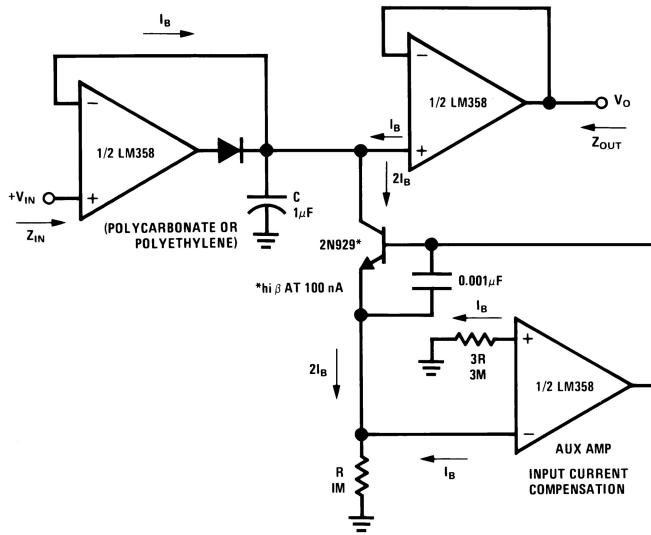 I_B
−
1/2 LM358
+V_IN
+
Z_IN
C
1μF
(POLYCARBONATE OR
POLYETHYLENE)
−
1/2 LM358
+
I_B
V_O
Z_OUT
2I_B
2N929*
*hi β AT 100 nA
0.001μF
I_B
3R
3M
+
1/2 LM358
−
2I_B
R
IM
I_B
AUX AMP
INPUT CURRENT
COMPENSATION